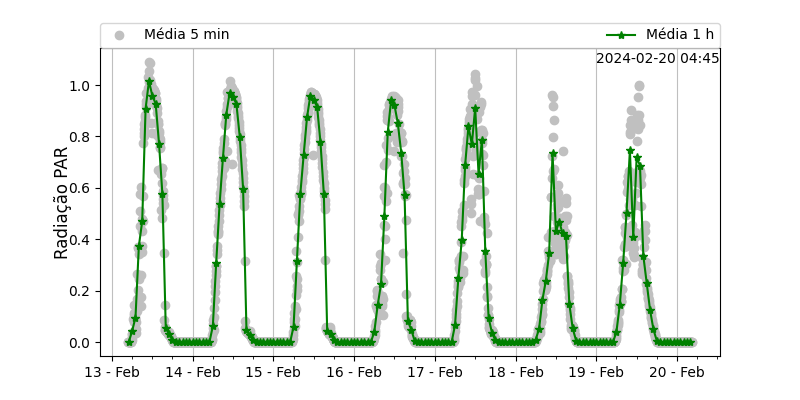 Média 5 min
Média 1 h
2024-02-20 04:45
Radiação PAR
1.0
0.8
0.6
0.4
0.2
0.0
13 - Feb
14 - Feb
15 - Feb
16 - Feb
17 - Feb
18 - Feb
19 - Feb
20 - Feb